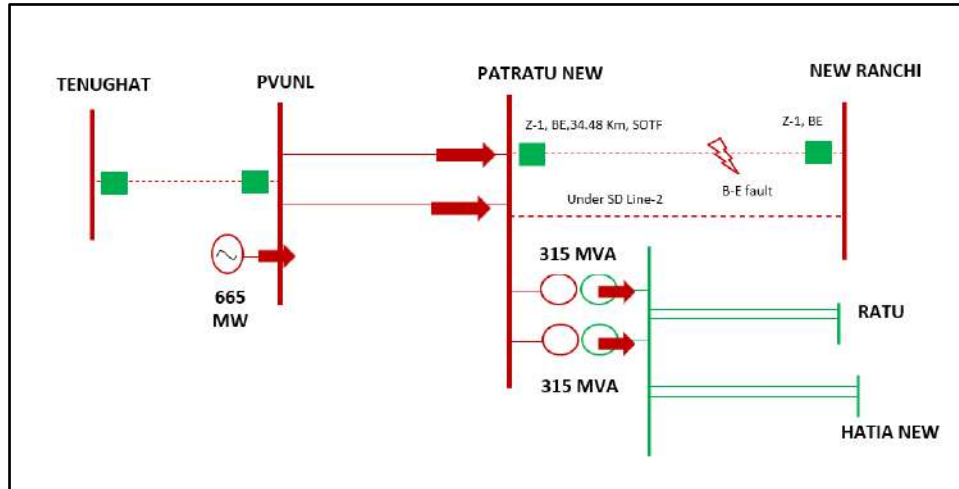 TENUGHAT
PVUNL
PATRATU NEW
NEW RANCHI
Z-1, BE,34.48 Km, SOTF
Z-1, BE
B-E fault
Under SD Line-2
665
MW
315 MVA
315 MVA
RATU
HATIA NEW